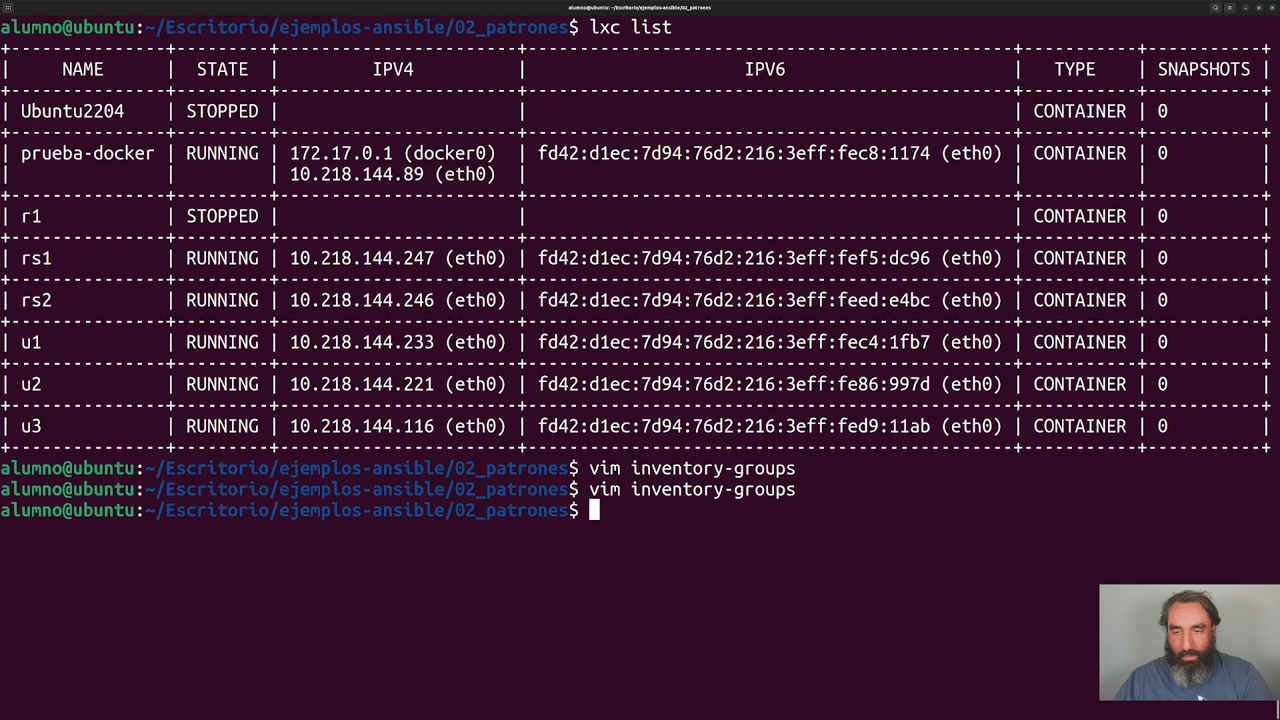 alumno@ubuntu: ~/Escritorio/ejemplos-ansible/02_patrones
alumno@ubuntu:~/Escritorio/ejemplos-ansible/02_patrones$ lxc list
| NAME | STATE | IPV4 | IPV6 | TYPE | SNAPSHOTS |
| Ubuntu2204 | STOPPED | | | CONTAINER | 0 |
| prueba-docker | RUNNING | 172.17.0.1 (docker0) | fd42:d1ec:7d94:76d2:216:3eff:fec8:1174 (eth0) | CONTAINER | 0 |
| | | 10.218.144.89 (eth0) | | | |
| r1 | STOPPED | | | CONTAINER | 0 |
| rs1 | RUNNING | 10.218.144.247 (eth0) | fd42:d1ec:7d94:76d2:216:3eff:fef5:dc96 (eth0) | CONTAINER | 0 |
| rs2 | RUNNING | 10.218.144.246 (eth0) | fd42:d1ec:7d94:76d2:216:3eff:feed:e4bc (eth0) | CONTAINER | 0 |
| u1 | RUNNING | 10.218.144.233 (eth0) | fd42:d1ec:7d94:76d2:216:3eff:fec4:1fb7 (eth0) | CONTAINER | 0 |
| u2 | RUNNING | 10.218.144.221 (eth0) | fd42:d1ec:7d94:76d2:216:3eff:fe86:997d (eth0) | CONTAINER | 0 |
| u3 | RUNNING | 10.218.144.116 (eth0) | fd42:d1ec:7d94:76d2:216:3eff:fed9:11ab (eth0) | CONTAINER | 0 |
alumno@ubuntu:~/Escritorio/ejemplos-ansible/02_patrones$ vim inventory-groups
alumno@ubuntu:~/Escritorio/ejemplos-ansible/02_patrones$ vim inventory-groups
alumno@ubuntu:~/Escritorio/ejemplos-ansible/02_patrones$